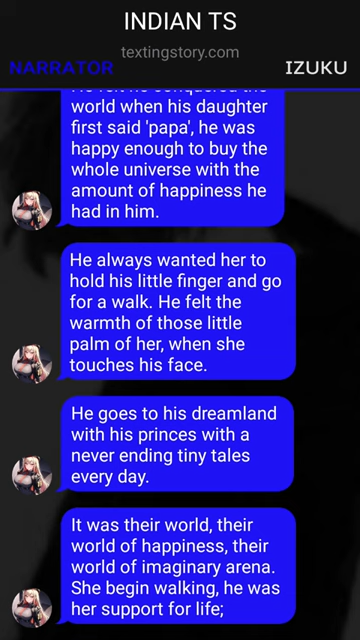 INDIAN TS
textingstory.com
NARRATOR
IZUKU
He felt he conquered the
world when his daughter
first said 'papa', he was
happy enough to buy the
whole universe with the
amount of happiness he
had in him.
He always wanted her to
hold his little finger and go
for a walk. He felt the
warmth of those little
palm of her, when she
touches his face.
He goes to his dreamland
with his princes with a
never ending tiny tales
every day.
It was their world, their
world of happiness, their
world of imaginary arena.
She begin walking, he was
her support for life;